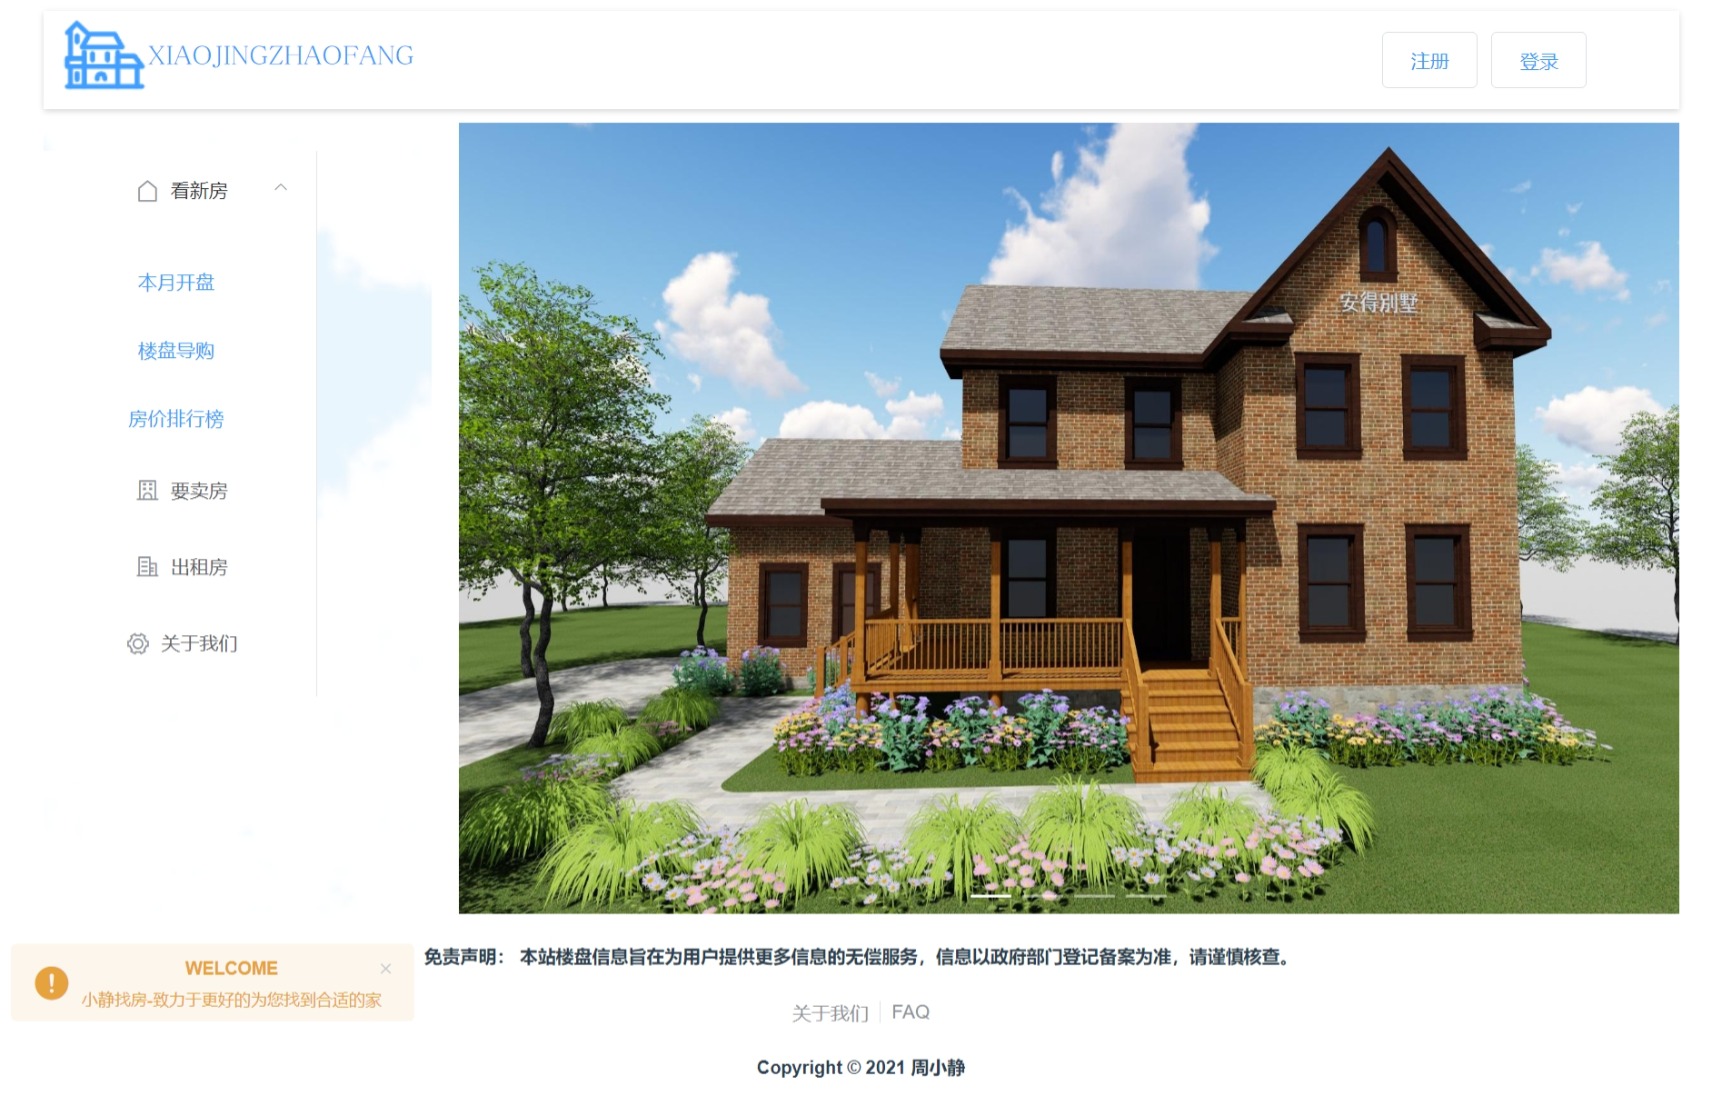 XIAOJINGZHAOFANG
注册
登录
看新房
本月开盘
楼盘导购
房价排行榜
要卖房
出租房
关于我们
安得别墅
WELCOME
小静找房-致力于更好的为您找到合适的家
免责声明： 本站楼盘信息旨在为用户提供更多信息的无偿服务，信息以政府部门登记备案为准，请谨慎核查。
关于我们 FAQ
Copyright © 2021 周小静